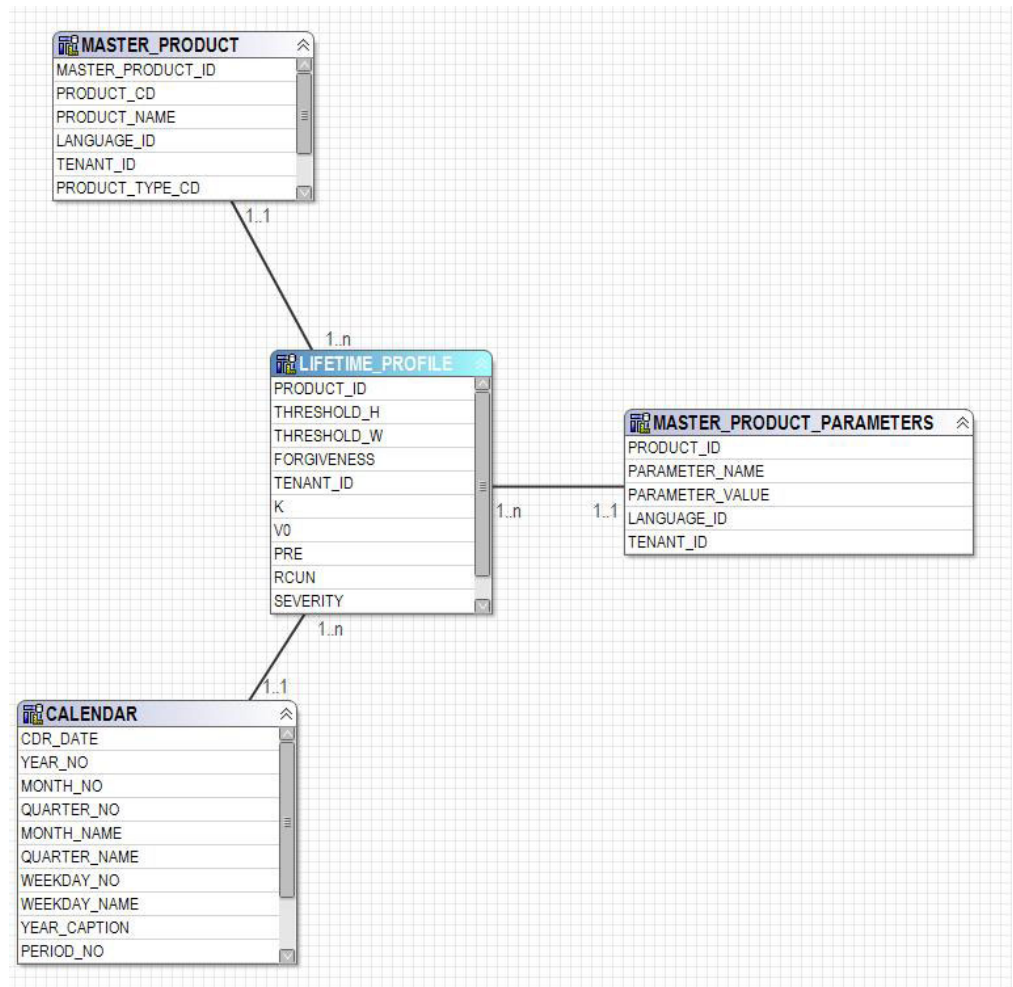 MASTER_PRODUCT
MASTER_PRODUCT_ID
PRODUCT_CD
PRODUCT_NAME
LANGUAGE_ID
TENANT_ID
PRODUCT_TYPE_CD
1..1
1..n
LIFETIME_PROFILE
PRODUCT_ID
THRESHOLD_H
THRESHOLD_W
FORGIVENESS
TENANT_ID
K
V0
PRE
RCUN
SEVERITY
1..n
1..1
MASTER_PRODUCT_PARAMETERS
PRODUCT_ID
PARAMETER_NAME
PARAMETER_VALUE
LANGUAGE_ID
TENANT_ID
1..n
1..1
CALENDAR
CDR_DATE
YEAR_NO
MONTH_NO
QUARTER_NO
MONTH_NAME
QUARTER_NAME
WEEKDAY_NO
WEEKDAY_NAME
YEAR_CAPTION
PERIOD_NO